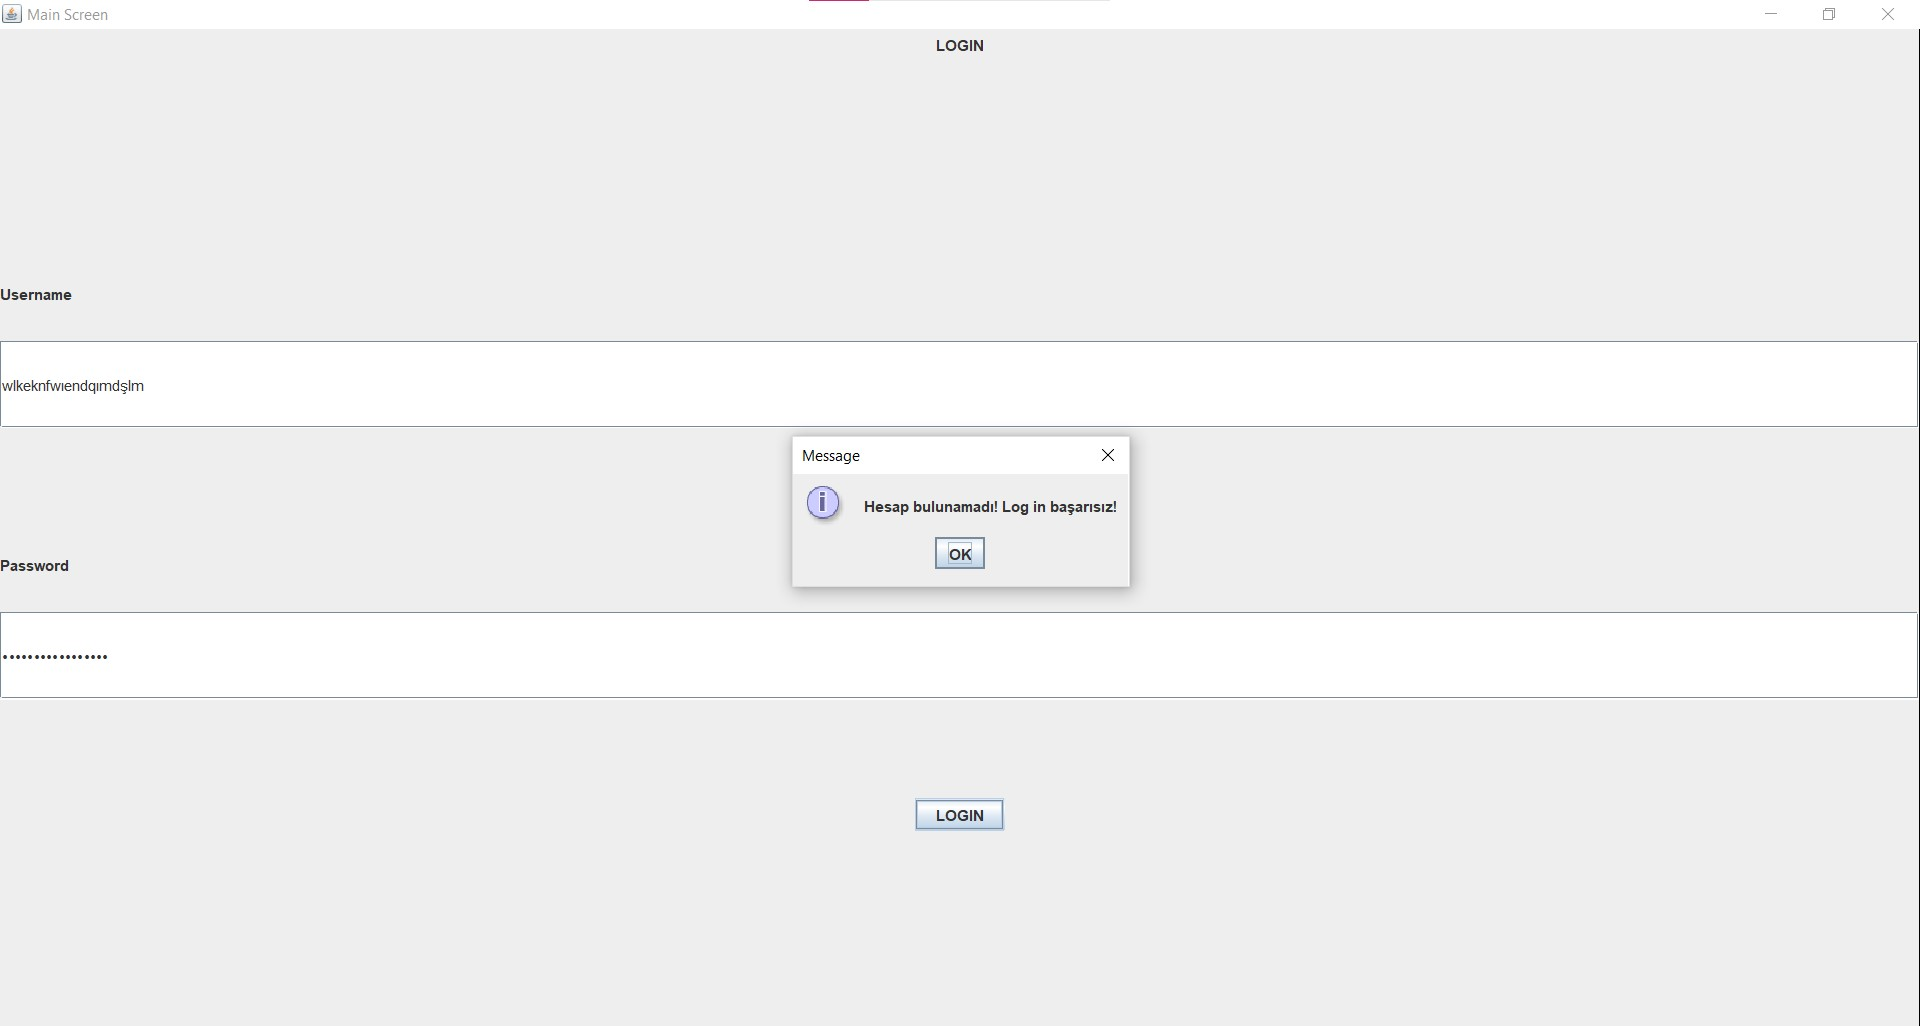 Main Screen
LOGIN
Username
wlkeknfwıendqımdşlm
Message
Hesap bulunamadı! Log in başarısız!
OK
Password
•••••••••••••••••
LOGIN